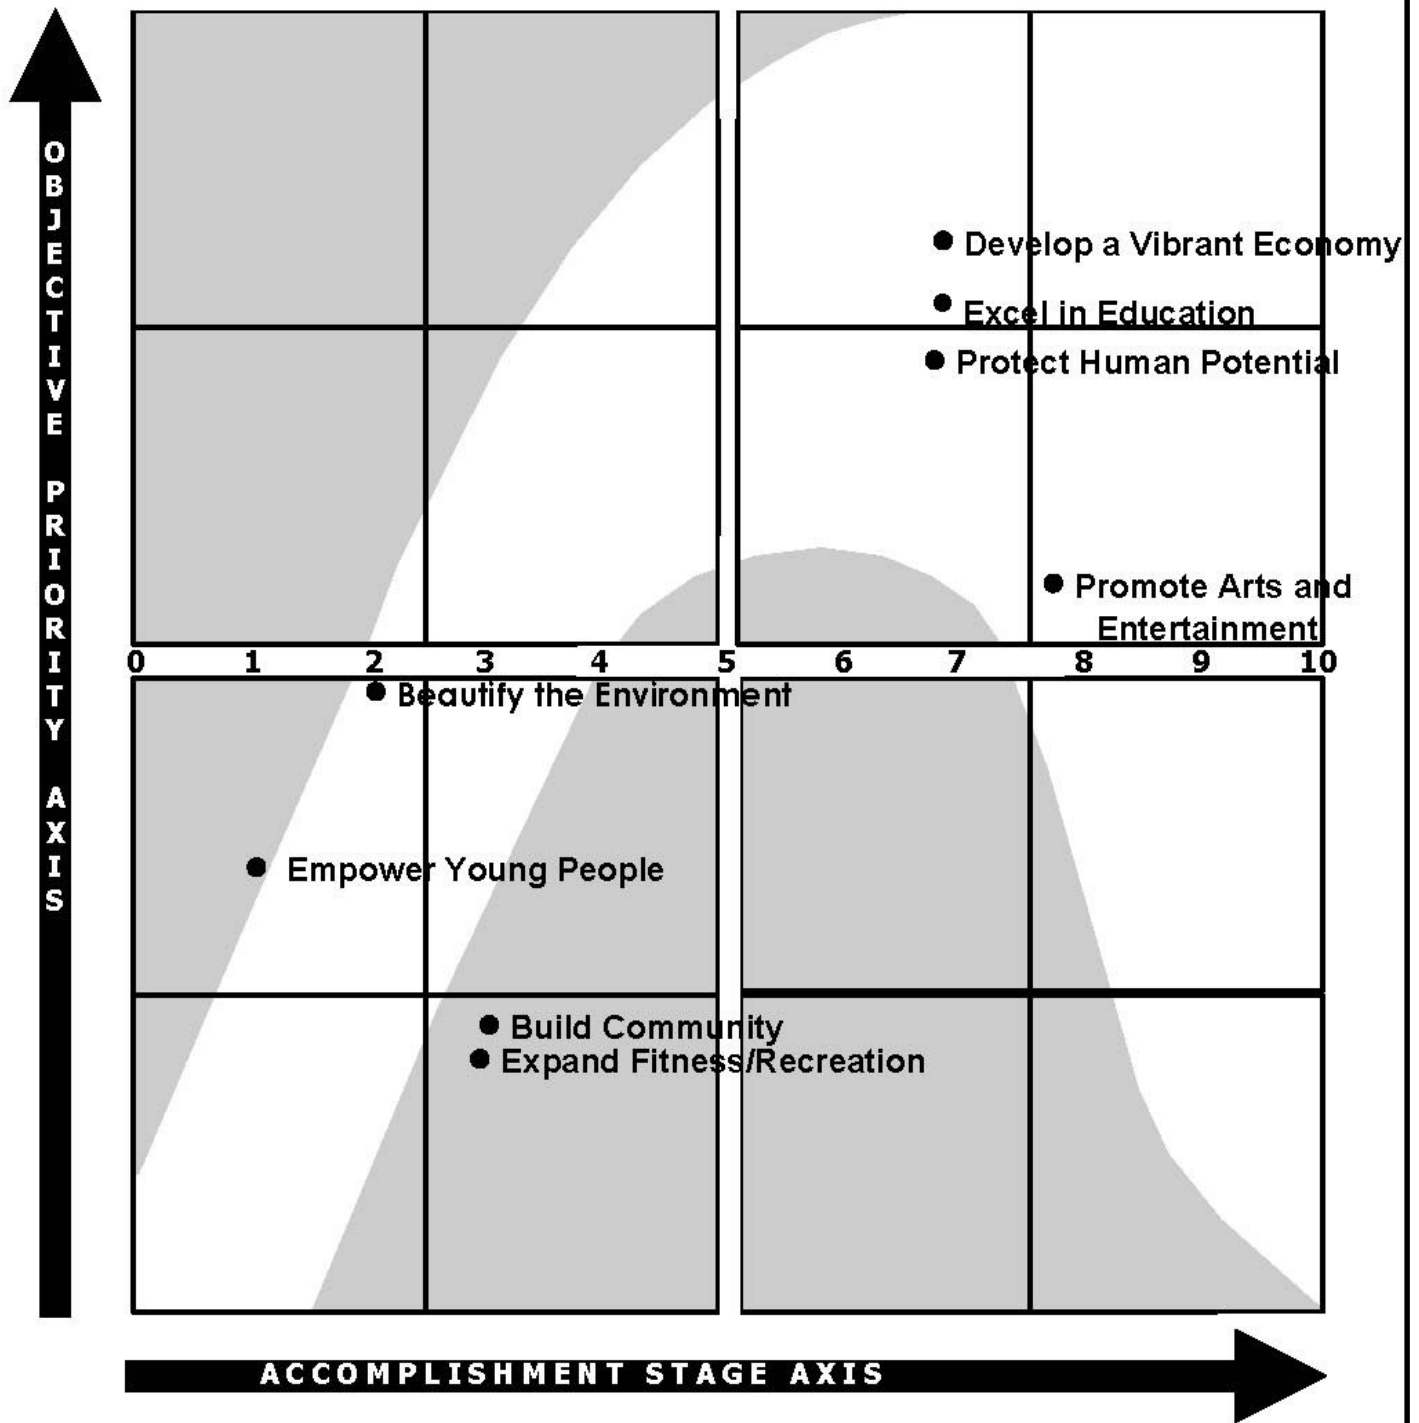 OBJECTIVE PRIORITY AXIS
Develop a Vibrant Economy
Excel in Education
Protect Human Potential
Promote Arts and
Entertainment
0 1 2 3 4 5 6 7 8 9 10
Beautify the Environment
Empower Young People
Build Community
Expand Fitness/Recreation
ACCOMPLISHMENT STAGE AXIS